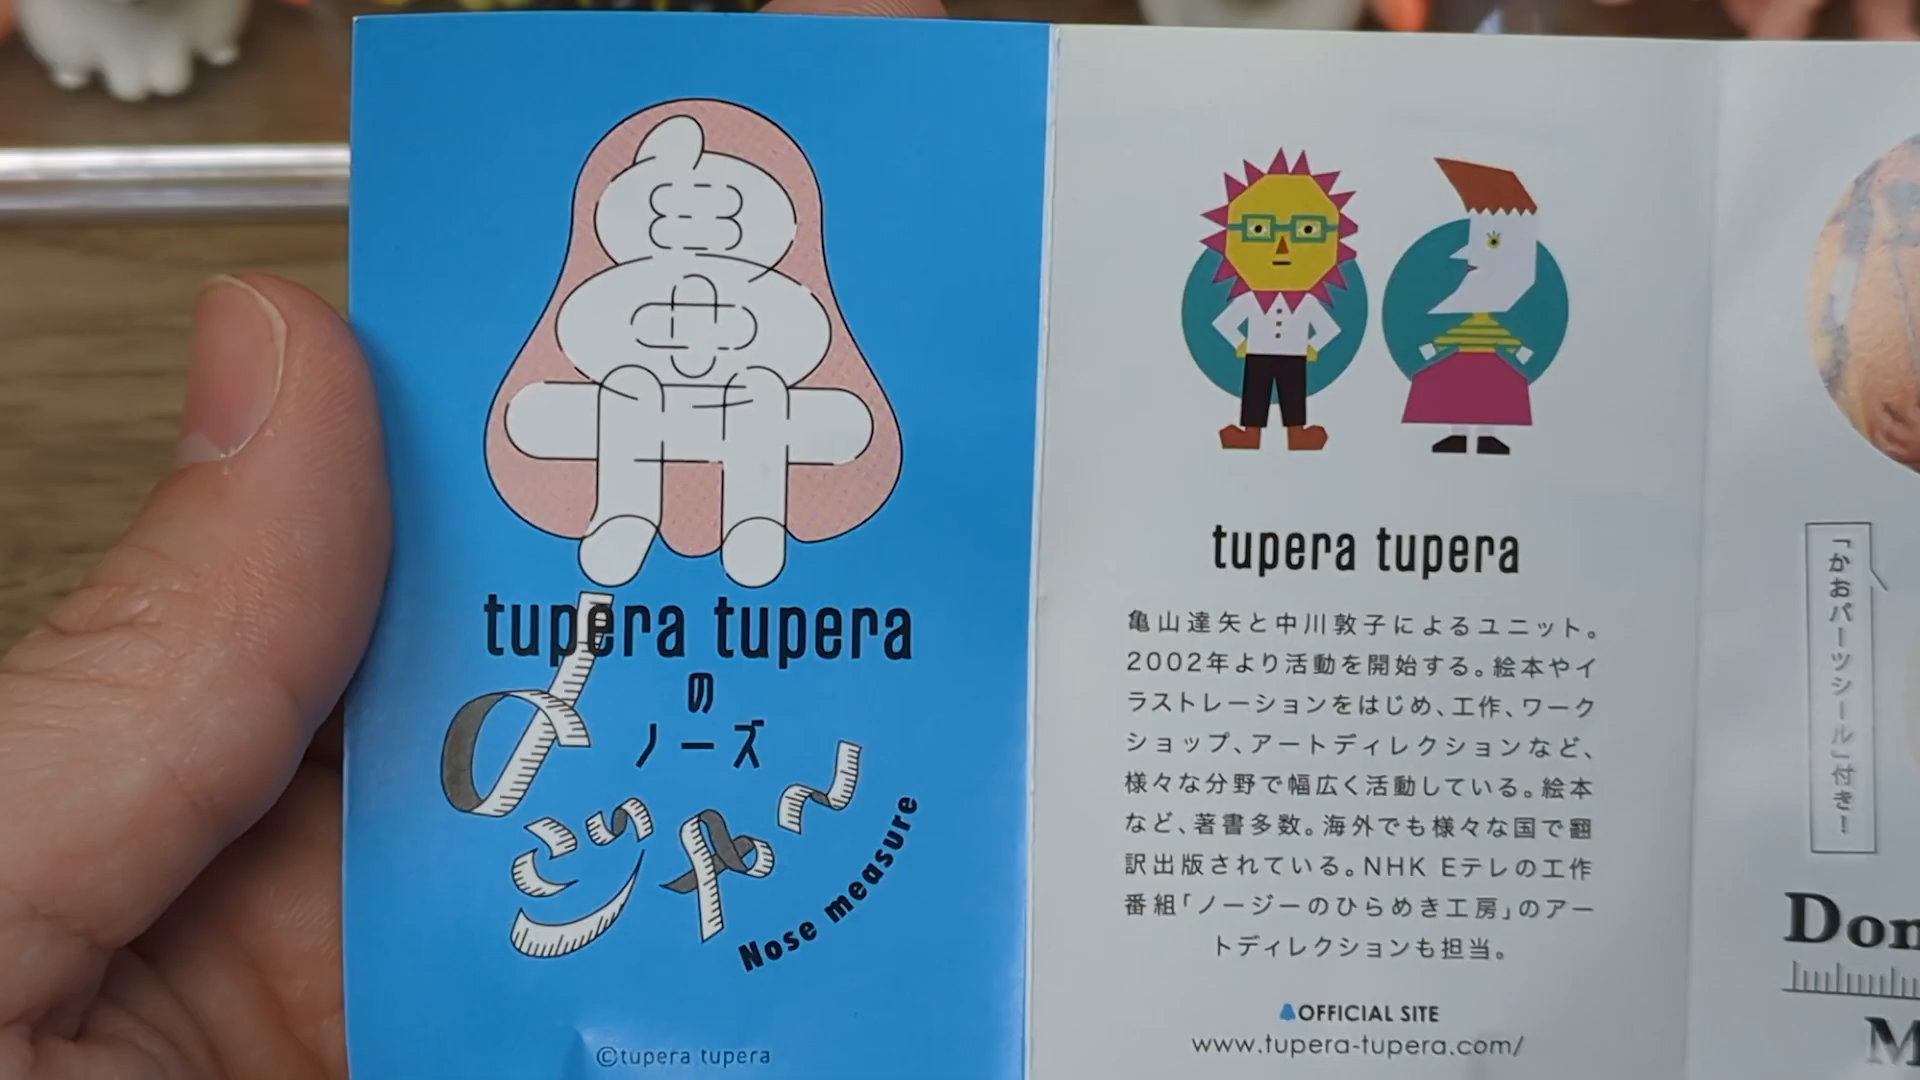 tupera tupera
の
ノーズ
メジャー
Nose measure
©tupera tupera
tupera tupera
亀山達矢と中川敦子によるユニット。
2002年より活動を開始する。絵本やイ
ラストレーションをはじめ、工作、ワーク
ショップ、アートディレクションなど、
様々な分野で幅広く活動している。絵本
など、著書多数。海外でも様々な国で翻
訳出版されている。NHK Eテレの工作
番組「ノージーのひらめき工房」のアー
トディレクションも担当。
OFFICIAL SITE
www.tupera-tupera.com/
「かおパーツシール」付き!